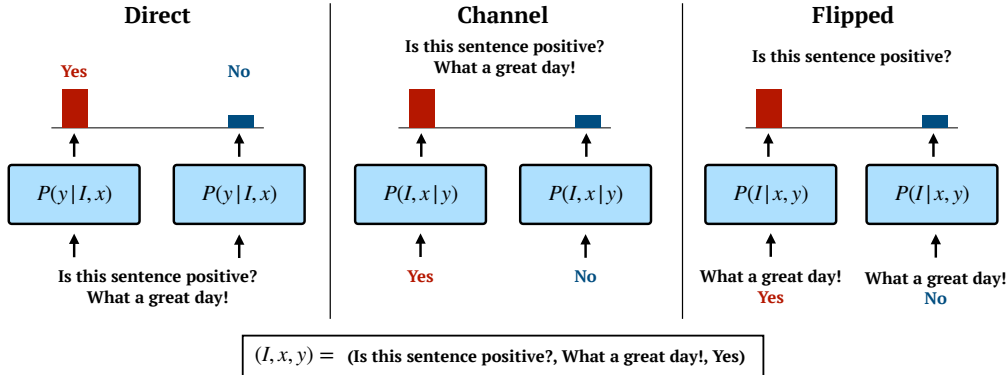 Direct
Yes
No
P(y|I, x)
P(y|I, x)
Is this sentence positive?
What a great day!
Channel
Is this sentence positive?
What a great day!
P(I, x|y)
P(I, x|y)
Yes
No
Flipped
Is this sentence positive?
P(I|x, y)
P(I|x, y)
What a great day!
Yes
What a great day!
No
(I, x, y) = (Is this sentence positive?, What a great day!, Yes)